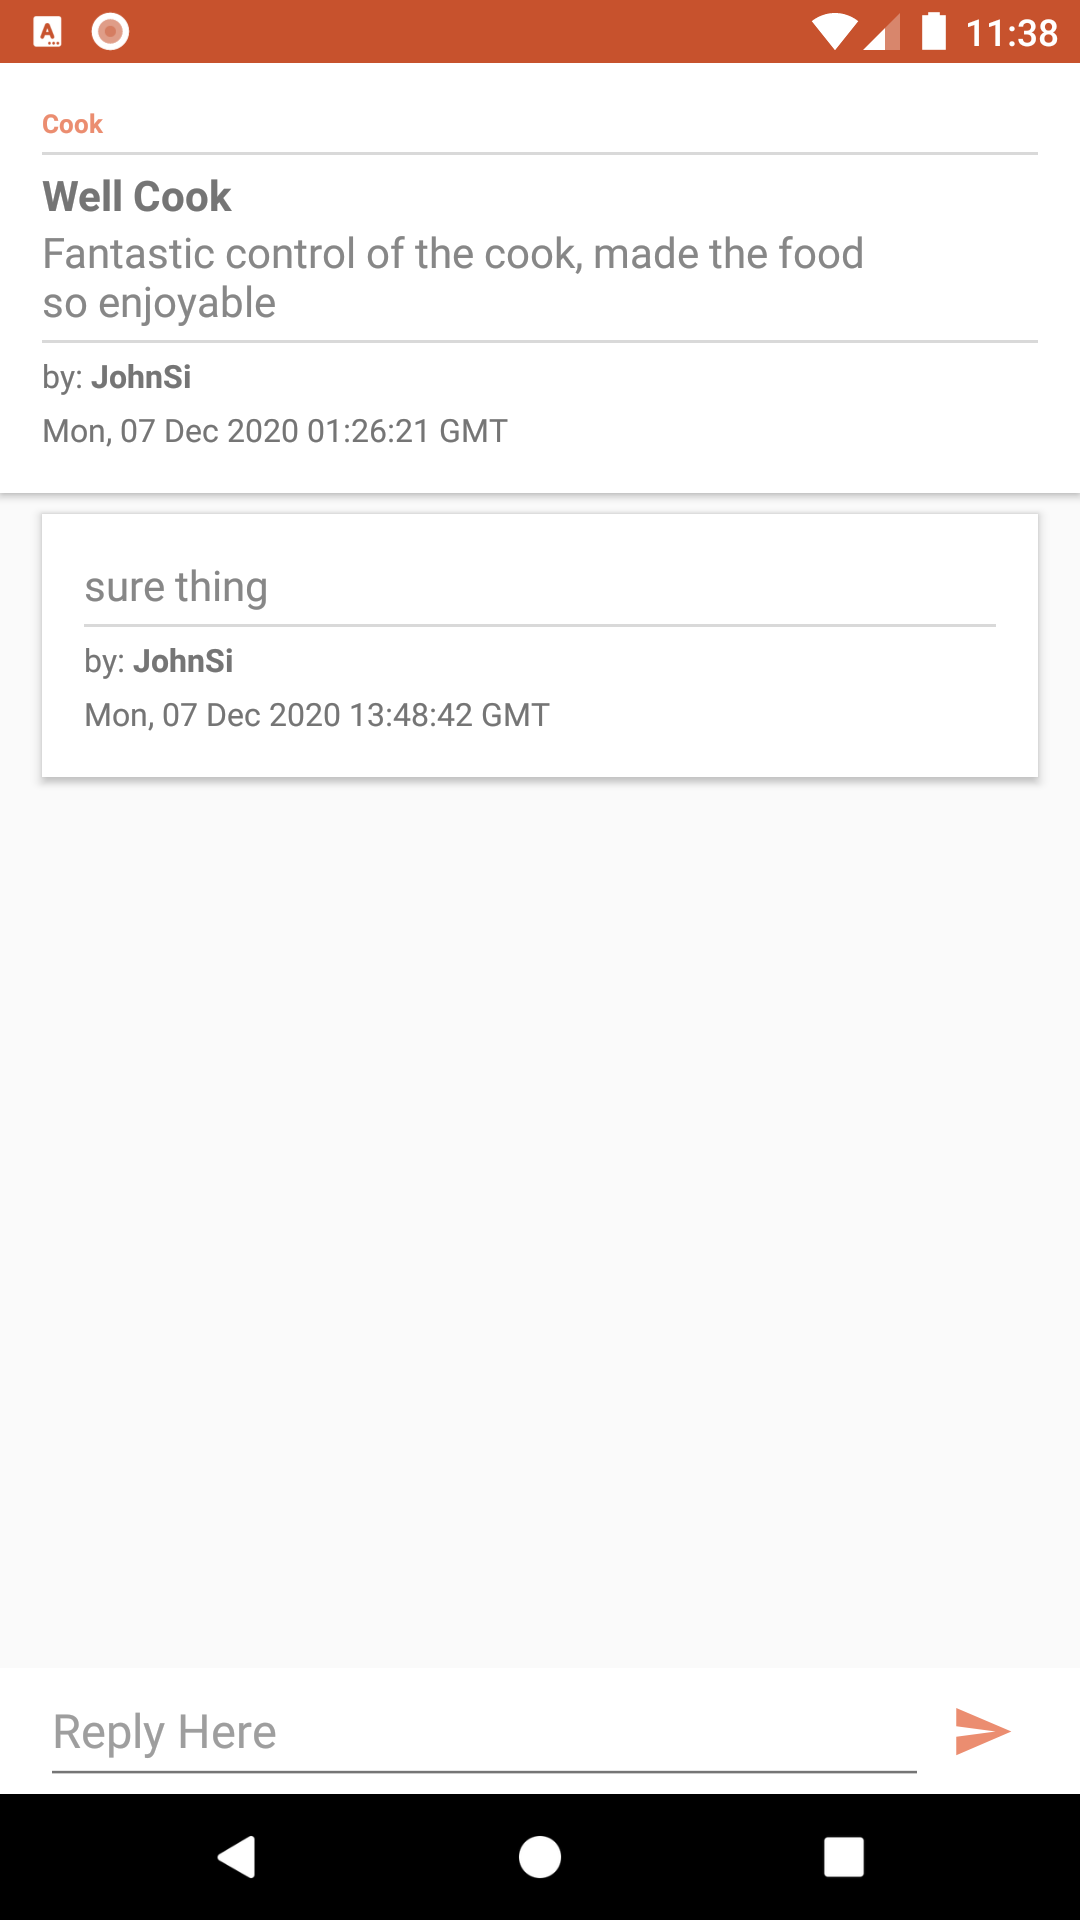 11:38
Cook
Well Cook
Fantastic control of the cook, made the food
so enjoyable
by: JohnSi
Mon, 07 Dec 2020 01:26:21 GMT
sure thing
by: JohnSi
Mon, 07 Dec 2020 13:48:42 GMT
Reply Here